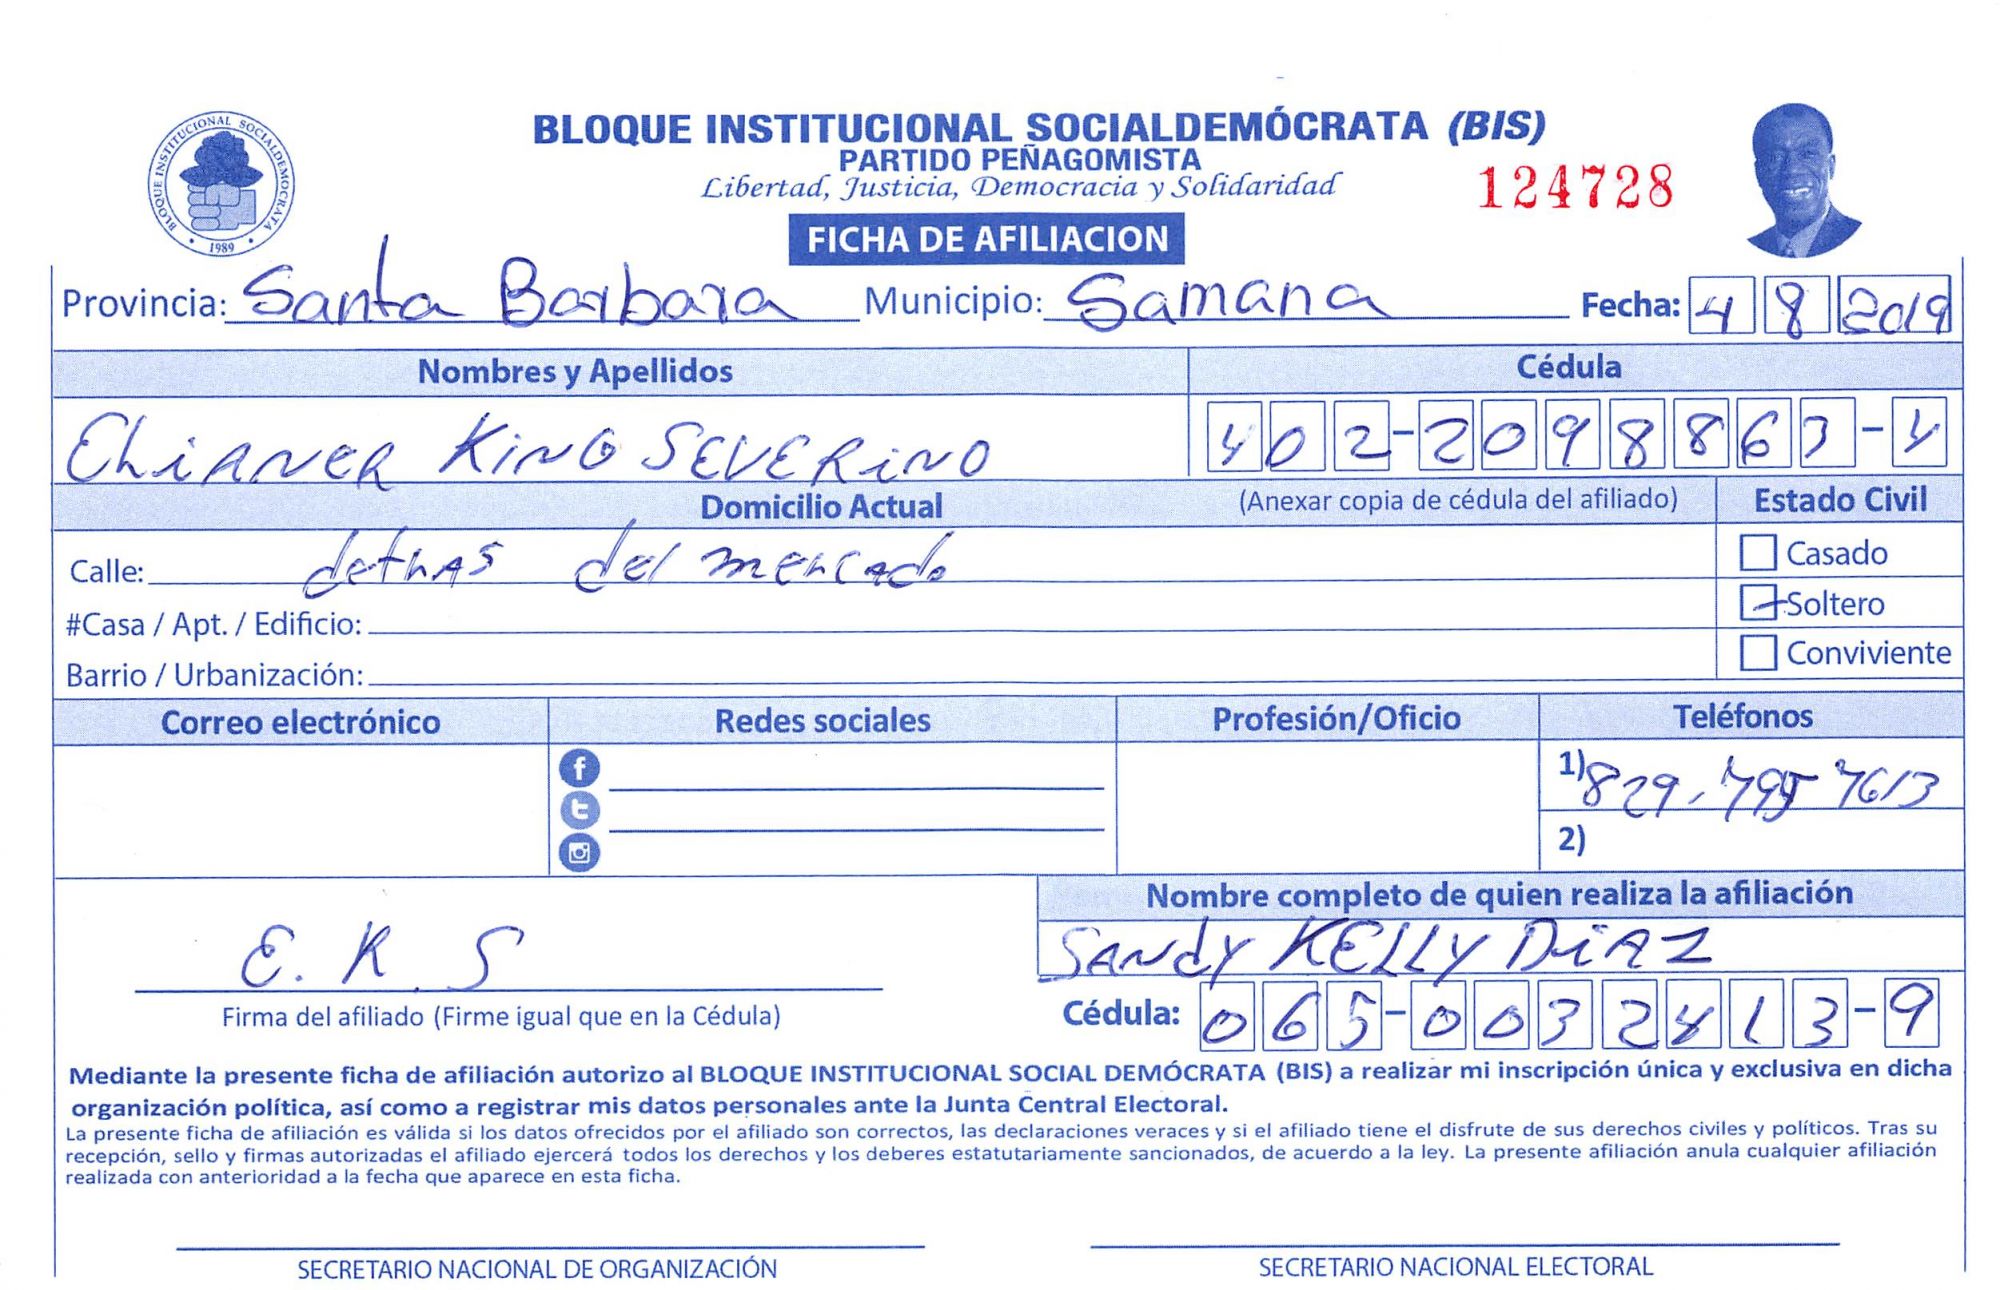 BLOQUE INSTITUCIONAL SOCIALDEMÓCRATA (BIS)
PARTIDO PEÑAGOMISTA
Libertad, Justicia, Democracia y Solidaridad
124728
BLOQUE INSTITUCIONAL SOCIALDEMOCRATA
1989
FICHA DE AFILIACION
Provincia: Santa Barbara Municipio: Samana Fecha: 4 8 2019
Nombres y Apellidos Cédula
Elianer King Severino 402-2098863-4
Domicilio Actual (Anexar copia de cédula del afiliado) Estado Civil
Calle: dethas del mercado Casado
#Casa / Apt. / Edificio: Soltero
Barrio / Urbanización: Conviviente
Correo electrónico Redes sociales Profesión/Oficio Teléfonos
1) 829-795 7613
2)
Nombre completo de quien realiza la afiliación
E. K. S SANdY KELLY DiAZ
Firma del afiliado (Firme igual que en la Cédula) Cédula: 065-0032413-9
Mediante la presente ficha de afiliación autorizo al BLOQUE INSTITUCIONAL SOCIAL DEMÓCRATA (BIS) a realizar mi inscripción única y exclusiva en dicha
organización política, así como a registrar mis datos personales ante la Junta Central Electoral.
La presente ficha de afiliación es válida si los datos ofrecidos por el afiliado son correctos, las declaraciones veraces y si el afiliado tiene el disfrute de sus derechos civiles y políticos. Tras su
recepción, sello y firmas autorizadas el afiliado ejercerá todos los derechos y los deberes estatutariamente sancionados, de acuerdo a la ley. La presente afiliación anula cualquier afiliación
realizada con anterioridad a la fecha que aparece en esta ficha.
SECRETARIO NACIONAL DE ORGANIZACIÓN SECRETARIO NACIONAL ELECTORAL